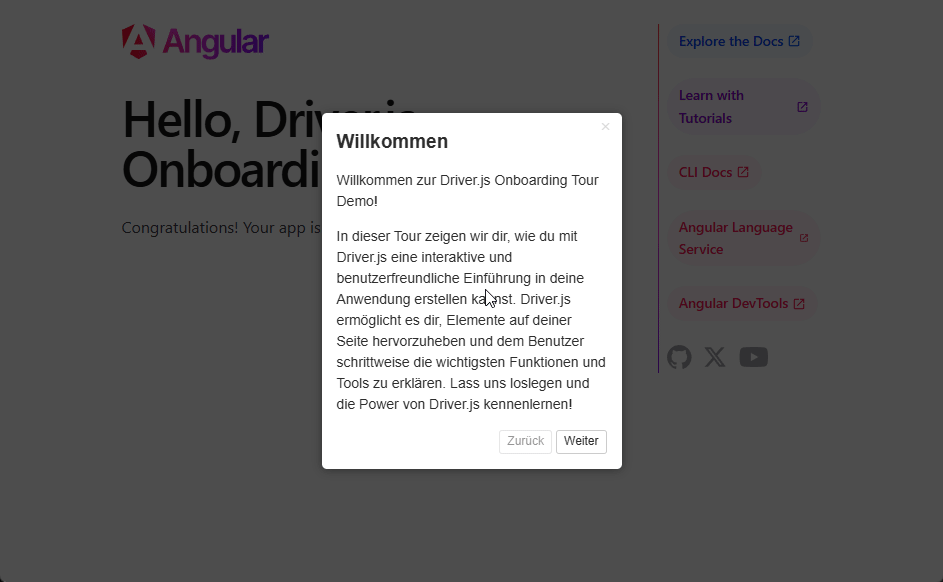 Angular
Hello,
Onboardi
Congratulations! Your app is
×
Willkommen
Willkommen zur Driver.js Onboarding Tour
Demo!
In dieser Tour zeigen wir dir, wie du mit
Driver.js eine interaktive und
benutzerfreundliche Einführung in deine
Anwendung erstellen kannst. Driver.js
ermöglicht es dir, Elemente auf deiner
Seite hervorzuheben und dem Benutzer
schrittweise die wichtigsten Funktionen und
Tools zu erklären. Lass uns loslegen und
die Power von Driver.js kennenlernen!
Zurück
Weiter
Explore the Docs
Learn with
Tutorials
CLI Docs
Angular Language
Service
Angular DevTools